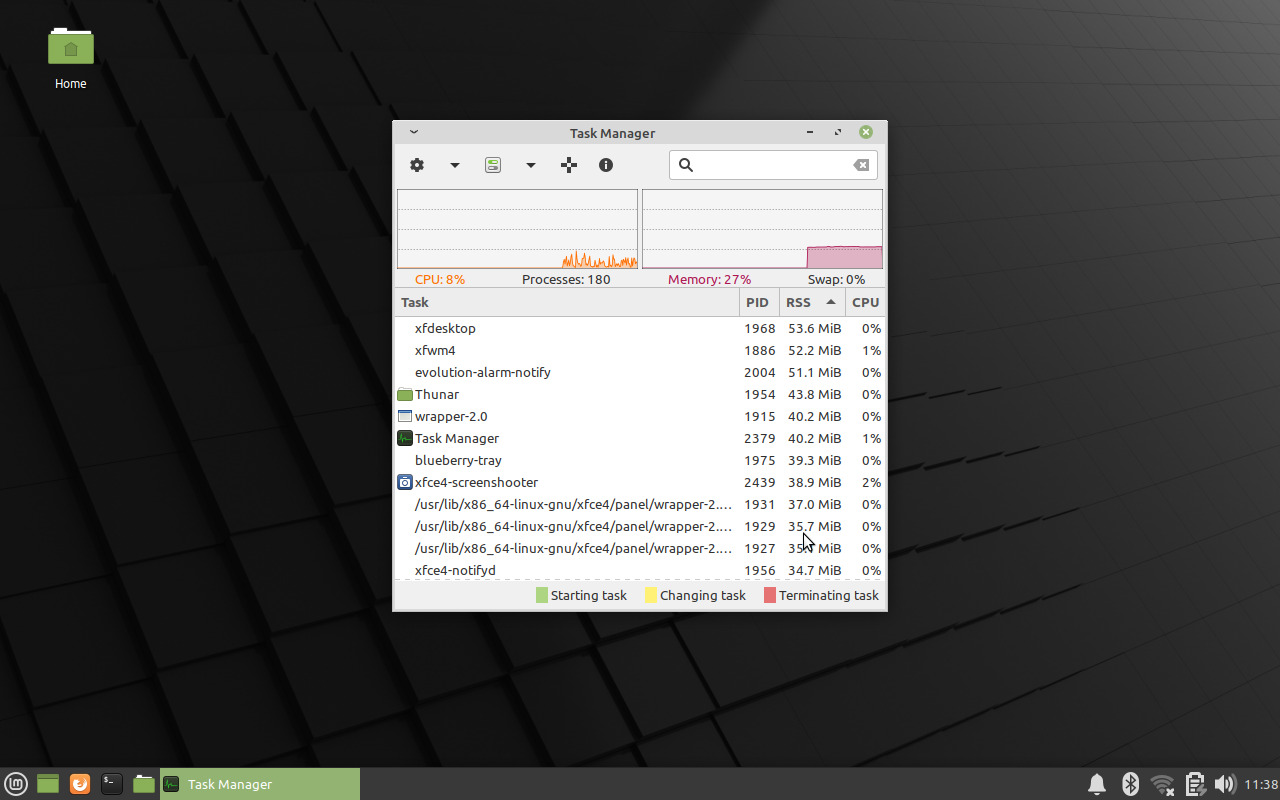 Home
Task Manager
CPU: 8% Processes: 180 Memory: 27% Swap: 0%
Task PID RSS CPU
xfdesktop 1968 53.6 MiB 0%
xfwm4 1886 52.2 MiB 1%
evolution-alarm-notify 2004 51.1 MiB 0%
Thunar 1954 43.8 MiB 0%
wrapper-2.0 1915 40.2 MiB 0%
Task Manager 2379 40.2 MiB 1%
blueberry-tray 1975 39.3 MiB 0%
xfce4-screenshooter 2439 38.9 MiB 2%
/usr/lib/x86_64-linux-gnu/xfce4/panel/wrapper-2.... 1931 37.0 MiB 0%
/usr/lib/x86_64-linux-gnu/xfce4/panel/wrapper-2.... 1929 35.7 MiB 0%
/usr/lib/x86_64-linux-gnu/xfce4/panel/wrapper-2.... 1927 MiB 0%
xfce4-notifyd 1956 34.7 MiB 0%
Starting task Changing task Terminating task
Task Manager 11:38